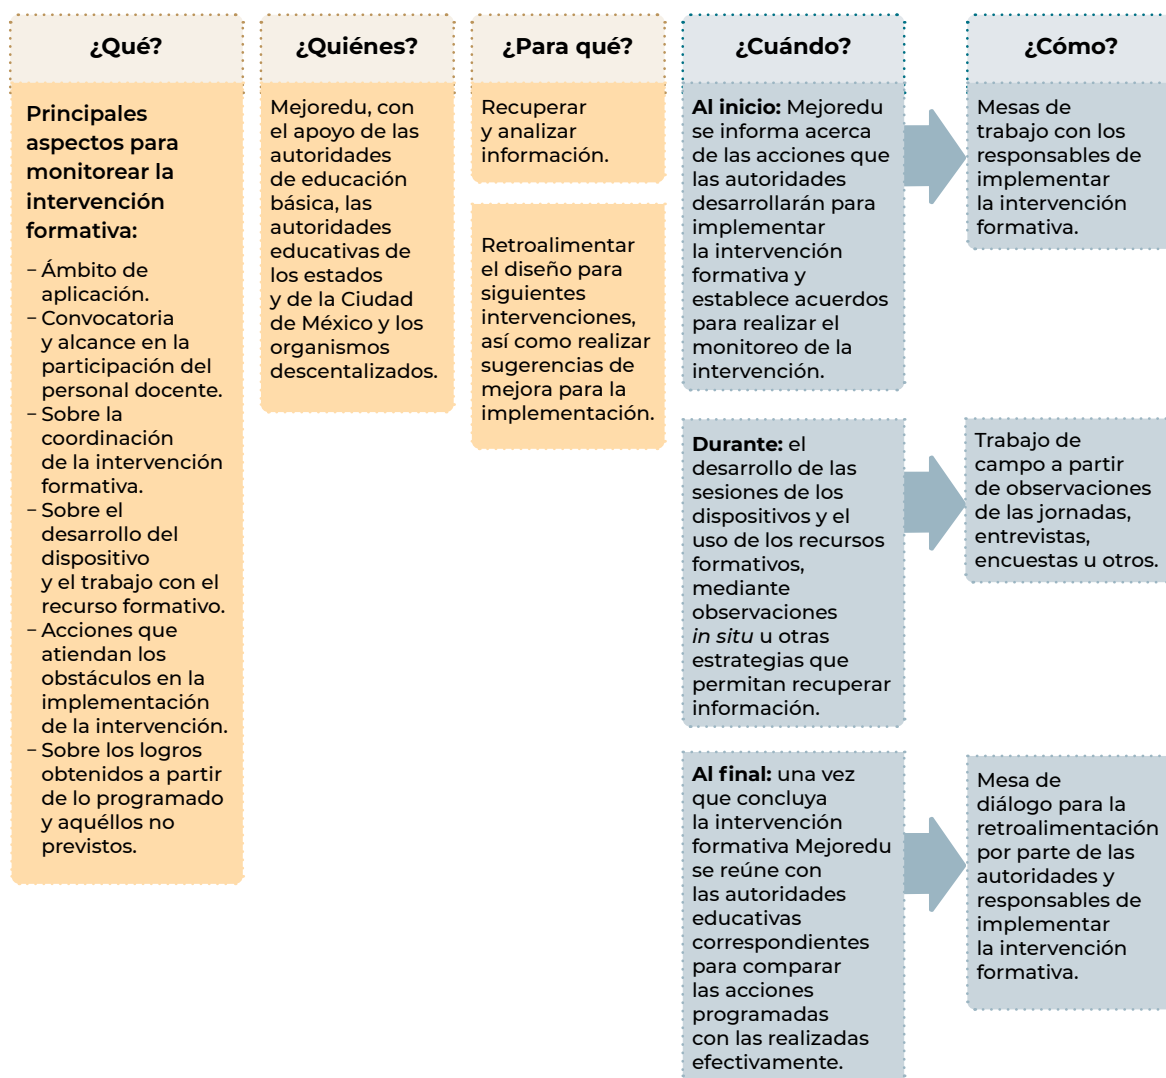 ¿Qué?
Principales
aspectos para
monitorear la
intervención
formativa:
– Ámbito de
aplicación.
– Convocatoria
y alcance en la
participación del
personal docente.
– Sobre la
coordinación
de la intervención
formativa.
– Sobre el
desarrollo del
dispositivo
y el trabajo con el
recurso formativo.
– Acciones que
atiendan los
obstáculos en la
implementación
de la intervención.
– Sobre los logros
obtenidos a partir
de lo programado
y aquéllos no
previstos.
¿Quiénes?
Mejoredu, con
el apoyo de las
autoridades
de educación
básica, las
autoridades
educativas de
los estados
y de la Ciudad
de México y los
organismos
descentalizados.
¿Para qué?
Recuperar
y analizar
información.
Retroalimentar
el diseño para
siguientes
intervenciones,
así como realizar
sugerencias de
mejora para la
implementación.
¿Cuándo?
Al inicio: Mejoredu
se informa acerca
de las acciones que
las autoridades
desarrollarán para
implementar
la intervención
formativa y
establece acuerdos
para realizar el
monitoreo de la
intervención.
Durante: el
desarrollo de las
sesiones de los
dispositivos y el
uso de los recursos
formativos,
mediante
observaciones
in situ u otras
estrategias que
permitan recuperar
información.
Al final: una vez
que concluya
la intervención
formativa Mejoredu
se reúne con
las autoridades
educativas
correspondientes
para comparar
las acciones
programadas
con las realizadas
efectivamente.
¿Cómo?
Mesas de
trabajo con los
responsables de
implementar
la intervención
formativa.
Trabajo de
campo a partir
de observaciones
de las jornadas,
entrevistas,
encuestas u otros.
Mesa de
diálogo para la
retroalimentación
por parte de las
autoridades y
responsables de
implementar
la intervención
formativa.